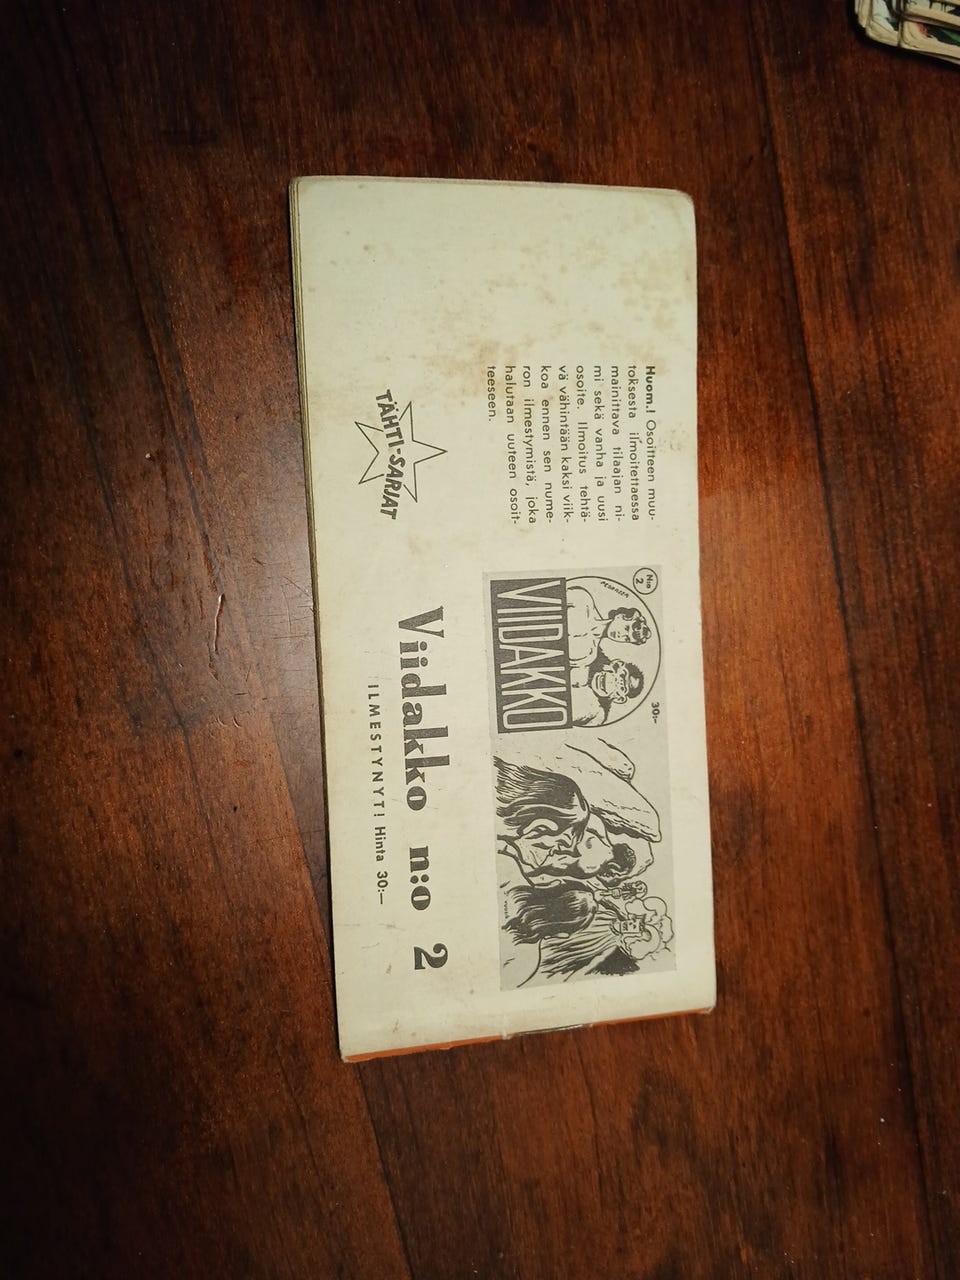 Huom.! Osoitteen muu-
toksesta ilmoitettaessa
mainittava tilaajan ni-
mi sekä vanha ja uusi
osoite. Ilmoitus tehtä-
vä vähintään kaksi viik-
koa ennen sen nume-
ron ilmestymistä, joka
halutaan uuteen osoit-
teeseen.
TÄHTI-SARJAT
N:o
2
30:-
VIIDAKKO
Viidakko n:o 2
ILMESTYNYT! Hinta 30:—